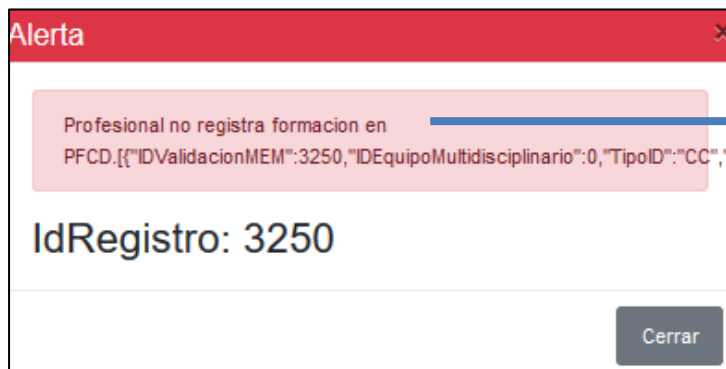 Alerta ×
Profesional no registra formacion en
PFCD.[{"IDValidacionMEM":3250,"IDEquipoMultidisciplinario":0,"TipoID":"CC","
IdRegistro: 3250
Cerrar